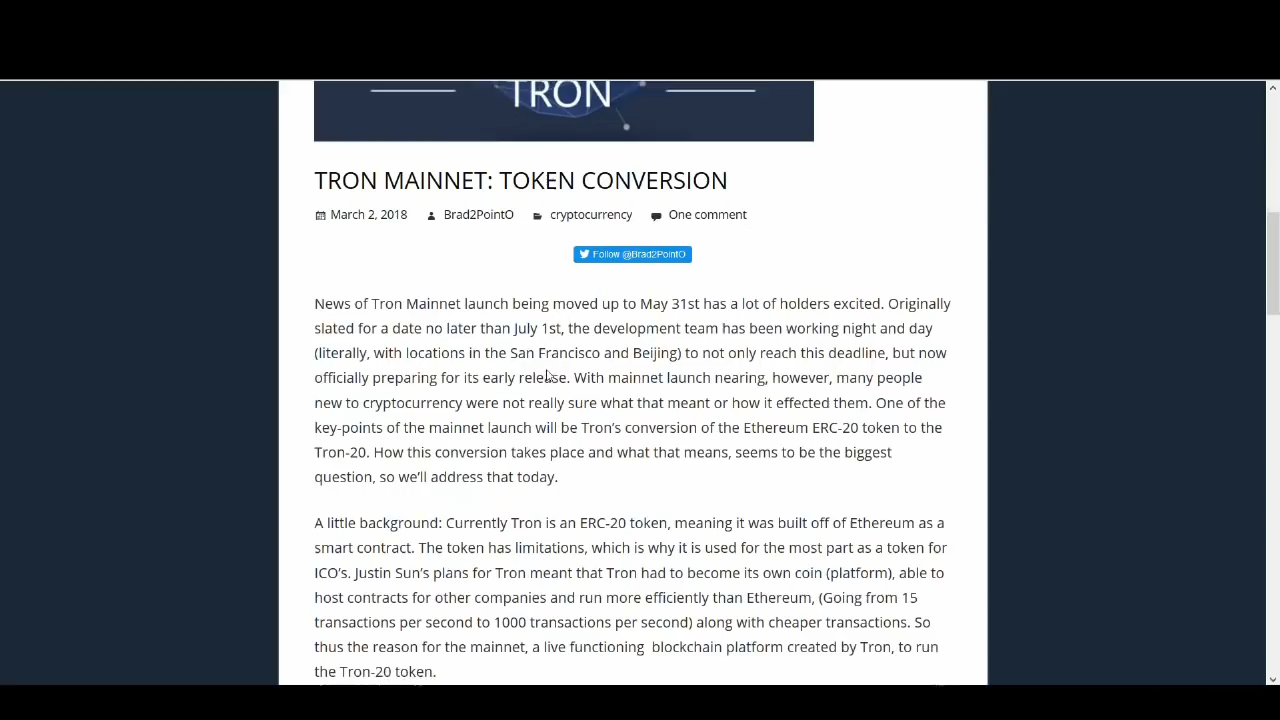 TRON
TRON MAINNET: TOKEN CONVERSION
March 2, 2018 Brad2PointO cryptocurrency One comment
Follow @Brad2PointO
News of Tron Mainnet launch being moved up to May 31st has a lot of holders excited. Originally
slated for a date no later than July 1st, the development team has been working night and day
(literally, with locations in the San Francisco and Beijing) to not only reach this deadline, but now
officially preparing for its early release. With mainnet launch nearing, however, many people
new to cryptocurrency were not really sure what that meant or how it effected them. One of the
key-points of the mainnet launch will be Tron's conversion of the Ethereum ERC-20 token to the
Tron-20. How this conversion takes place and what that means, seems to be the biggest
question, so we'll address that today.
A little background: Currently Tron is an ERC-20 token, meaning it was built off of Ethereum as a
smart contract. The token has limitations, which is why it is used for the most part as a token for
ICO's. Justin Sun's plans for Tron meant that Tron had to become its own coin (platform), able to
host contracts for other companies and run more efficiently than Ethereum, (Going from 15
transactions per second to 1000 transactions per second) along with cheaper transactions. So
thus the reason for the mainnet, a live functioning blockchain platform created by Tron, to run
the Tron-20 token.